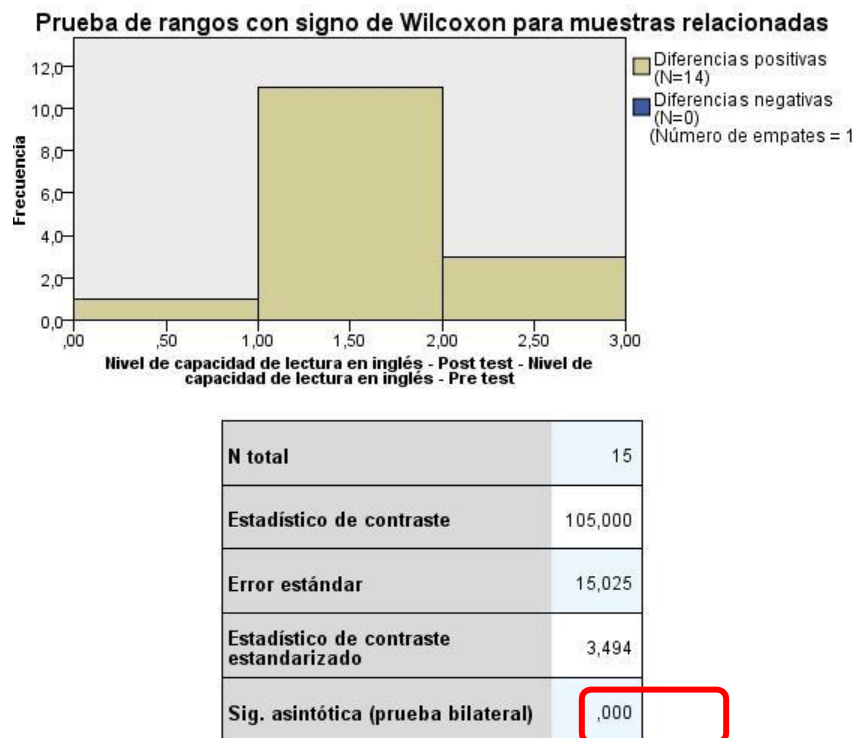 Prueba de rangos con signo de Wilcoxon para muestras relacionadas
12,0
10,0
8,0
6,0
4,0
2,0
0,0
Frecuencia
,00 ,50 1,00 1,50 2,00 2,50 3,00
Nivel de capacidad de lectura en inglés - Post test - Nivel de
capacidad de lectura en inglés - Pre test
Diferencias positivas
(N=14)
Diferencias negativas
(N=0)
(Número de empates = 1
N total 15
Estadístico de contraste 105,000
Error estándar 15,025
Estadístico de contraste
estandarizado 3,494
Sig. asintótica (prueba bilateral) ,000